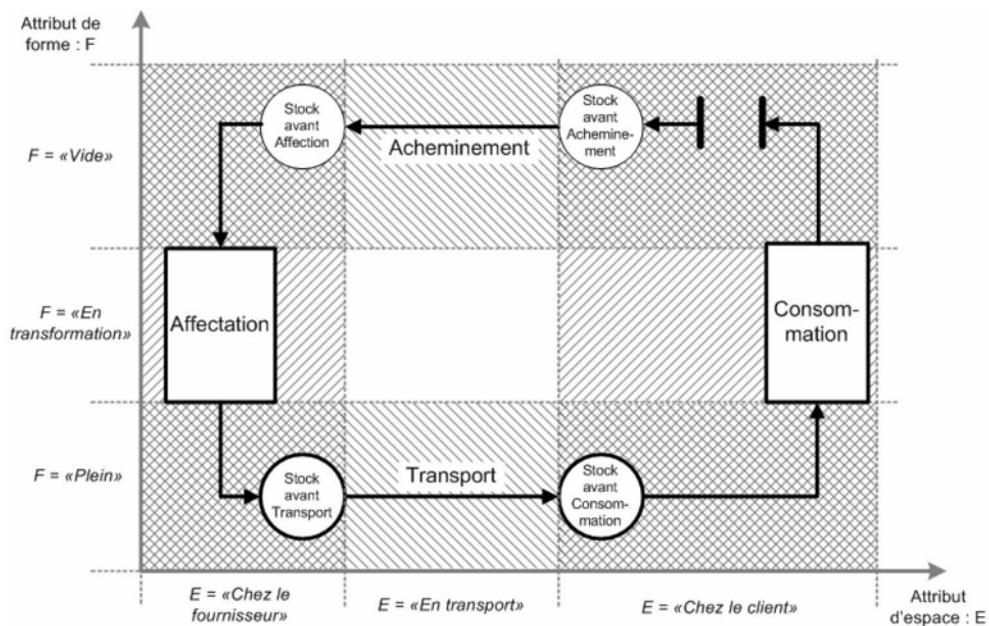 Attribut de
forme : F
Stock
avant
Affection
Stock
avant
Achemine-
ment
Acheminement
F = «Vide»
Affectation
F = «En
transformation»
Consom-
mation
F = «Plein»
Stock
avant
Transport
Transport
Stock
avant
Consom-
mation
E = «Chez le
fournisseur»
E = «En transport»
E = «Chez le client»
Attribut
d'espace : E